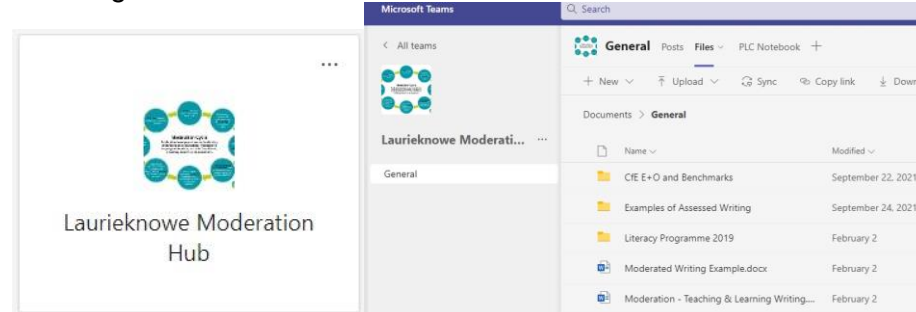 ...
Laurieknowe Moderation
Hub
Microsoft Teams
Search
All teams
Laurieknowe Moderati... ...
General
General Posts Files PLC Notebook +
+ New Upload Sync Copy link Down
Documents > General
Name Modified
CfE E+O and Benchmarks September 22, 2021
Examples of Assessed Writing September 24, 2021
Literacy Programme 2019 February 2
Moderated Writing Example.docx February 2
Moderation - Teaching & Learning Writing.... February 2